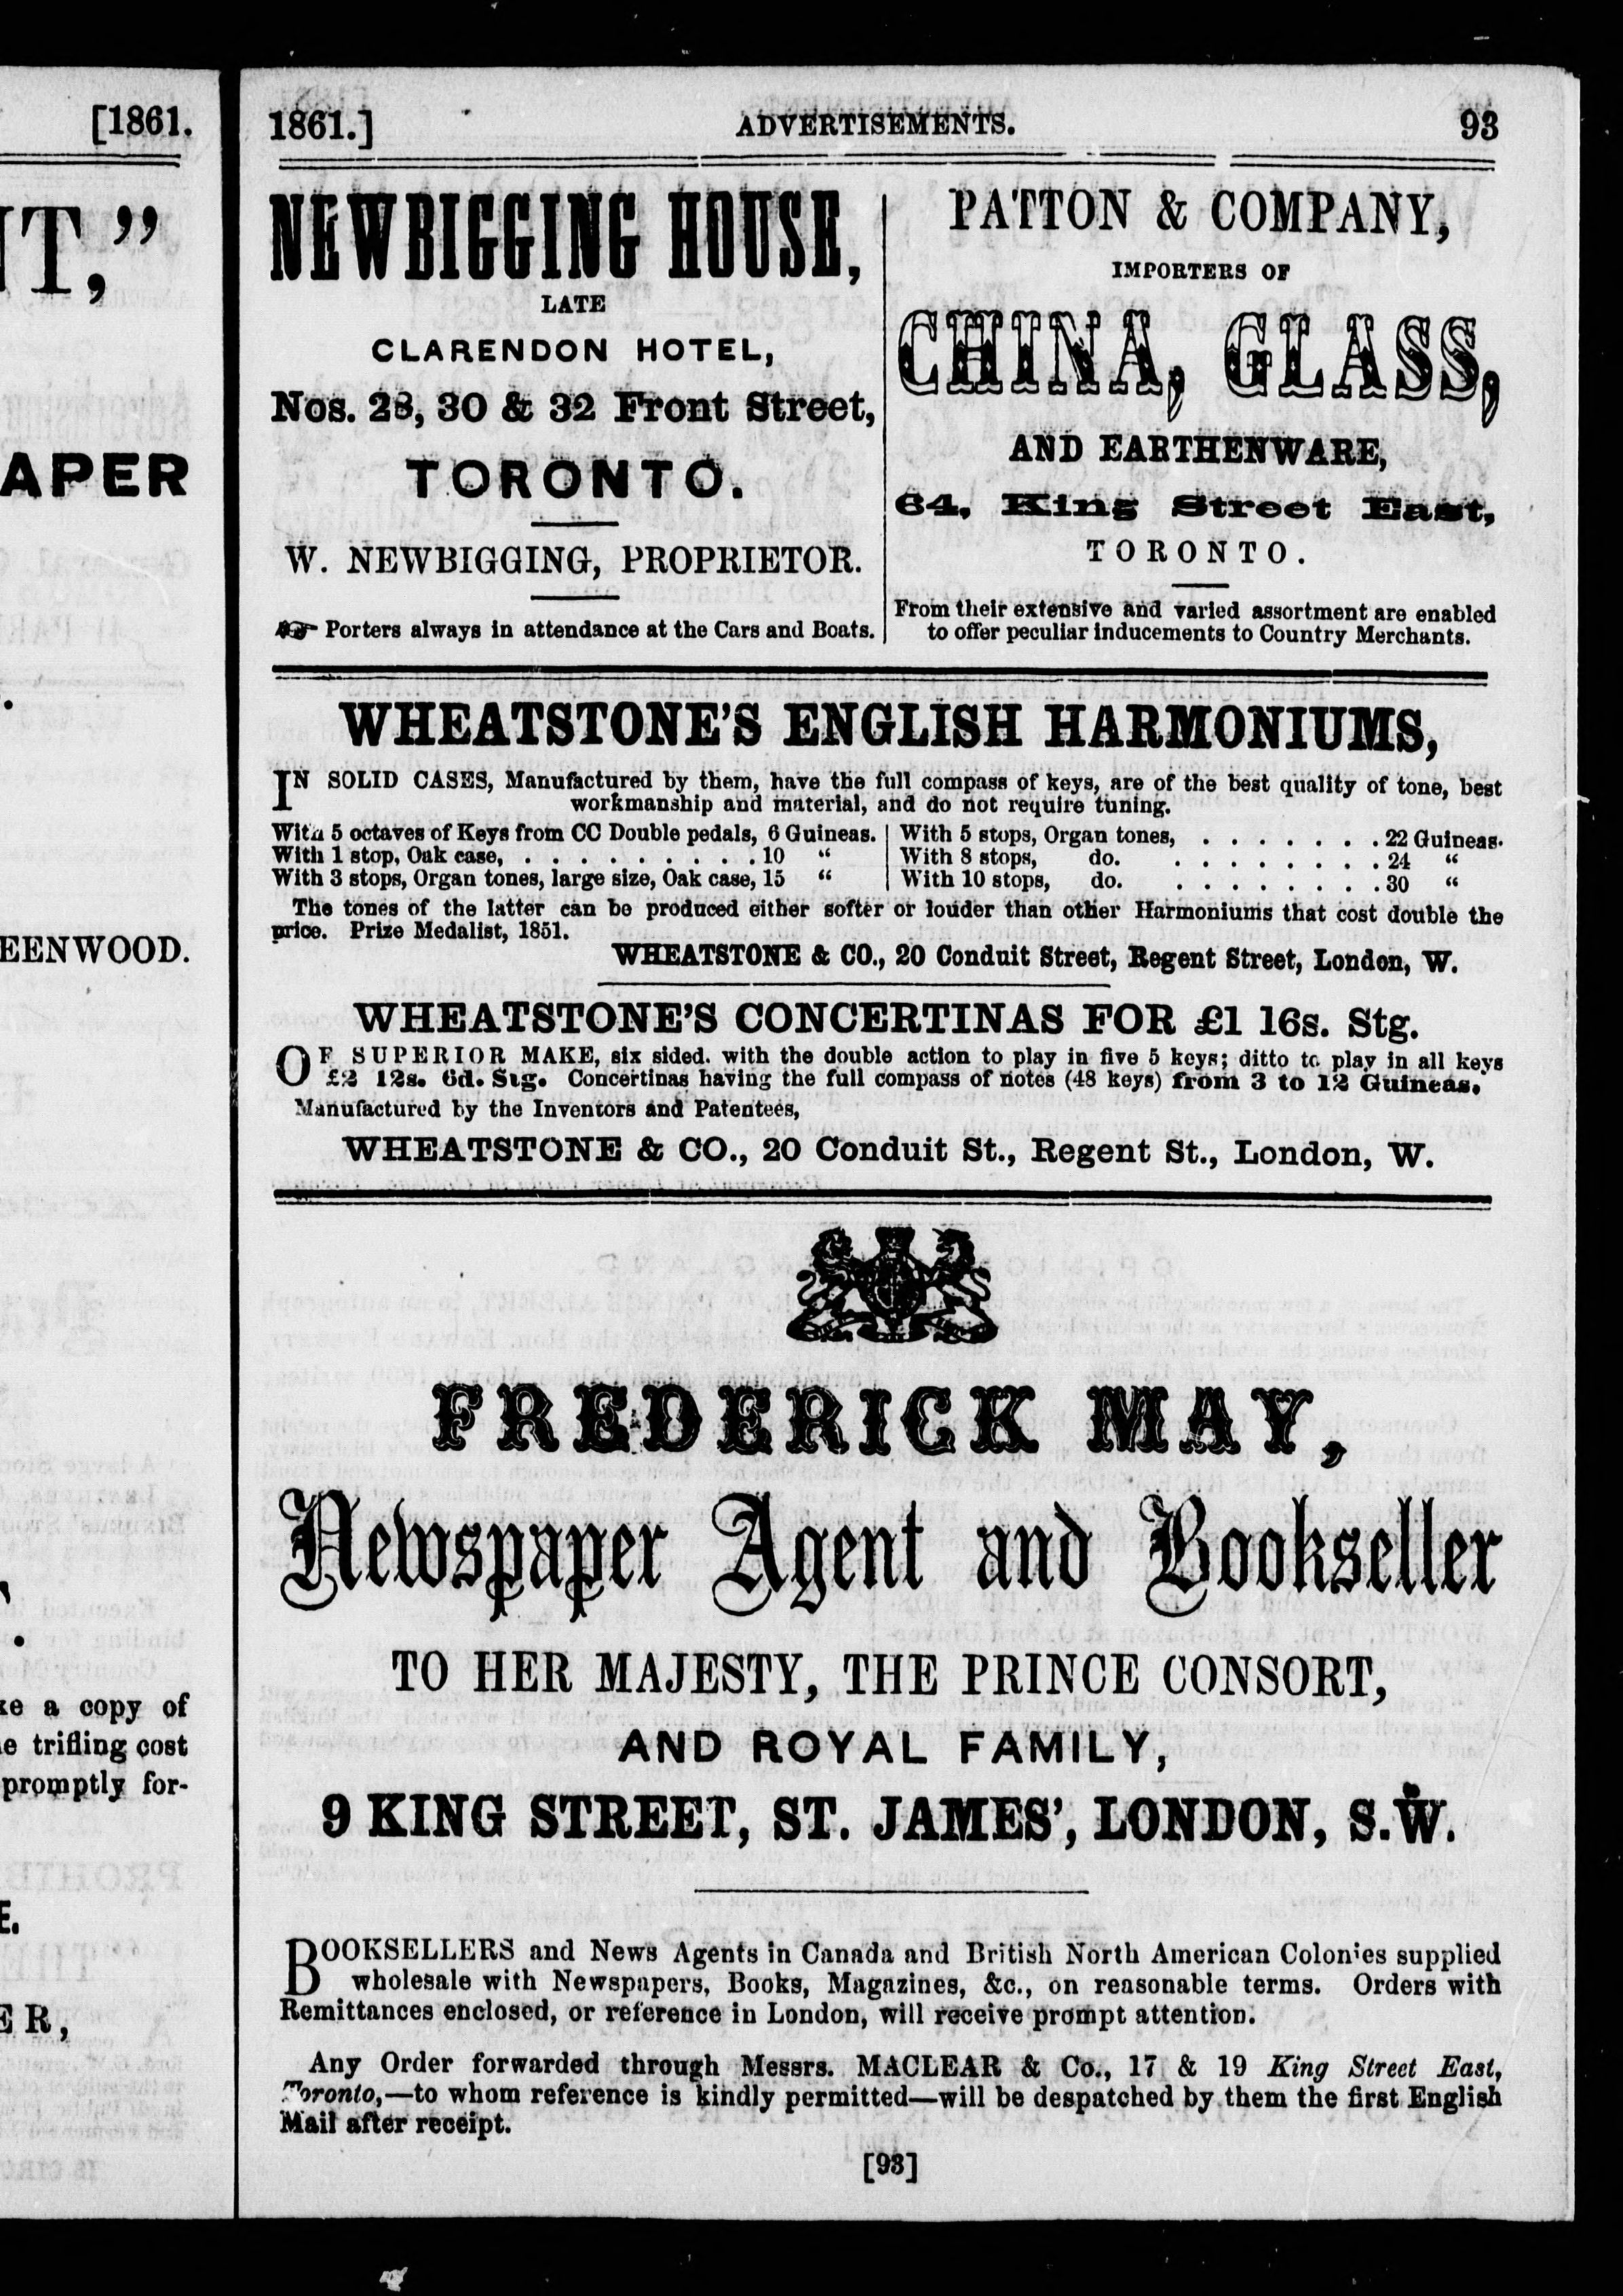 [1861.
T,”
APER
EENWOOD.
a copy of
trifling cost
promptly for-
E.
R,
1861.] ADVERTISEMENTS. 93
NEWBIGGING HOUSE,
LATE
CLARENDON HOTEL,
Nos. 28, 30 & 32 Front Street,
TORONTO.
W. NEWBIGGING, PROPRIETOR.
☞ Porters always in attendance at the Cars and Boats.
PATTON & COMPANY,
IMPORTERS OF
CHINA, GLASS,
AND EARTHENWARE,
64, King Street East,
TORONTO.
From their extensive and varied assortment are enabled
to offer peculiar inducements to Country Merchants.
WHEATSTONE’S ENGLISH HARMONIUMS,
IN SOLID CASES, Manufactured by them, have the full compass of keys, are of the best quality of tone, best
workmanship and material, and do not require tuning.
With 5 octaves of Keys from CC Double pedals, 6 Guineas.
With 1 stop, Oak case, . . . . . . . . . . 10 “
With 3 stops, Organ tones, large size, Oak case, 15 “
With 5 stops, Organ tones, . . . . . . . 22 Guineas.
With 8 stops, do. . . . . . . . . 24 “
With 10 stops, do. . . . . . . . . 30 “
The tones of the latter can be produced either softer or louder than other Harmoniums that cost double the
price. Prize Medalist, 1851.
WHEATSTONE & CO., 20 Conduit Street, Regent Street, London, W.
WHEATSTONE’S CONCERTINAS FOR £1 16s. Stg.
OF SUPERIOR MAKE, six sided. with the double action to play in five 5 keys; ditto to play in all keys
£2 12s. 6d. Stg. Concertinas having the full compass of notes (48 keys) from 3 to 12 Guineas.
Manufactured by the Inventors and Patentees,
WHEATSTONE & CO., 20 Conduit St., Regent St., London, W.
FREDERICK MAY,
Newspaper Agent and Bookseller
TO HER MAJESTY, THE PRINCE CONSORT,
AND ROYAL FAMILY,
9 KING STREET, ST. JAMES’, LONDON, S.W.
BOOKSELLERS and News Agents in Canada and British North American Colonies supplied
wholesale with Newspapers, Books, Magazines, &c., on reasonable terms. Orders with
Remittances enclosed, or reference in London, will receive prompt attention.
Any Order forwarded through Messrs. MACLEAR & Co., 17 & 19 King Street East,
Toronto,—to whom reference is kindly permitted—will be despatched by them the first English
Mail after receipt.
[93]